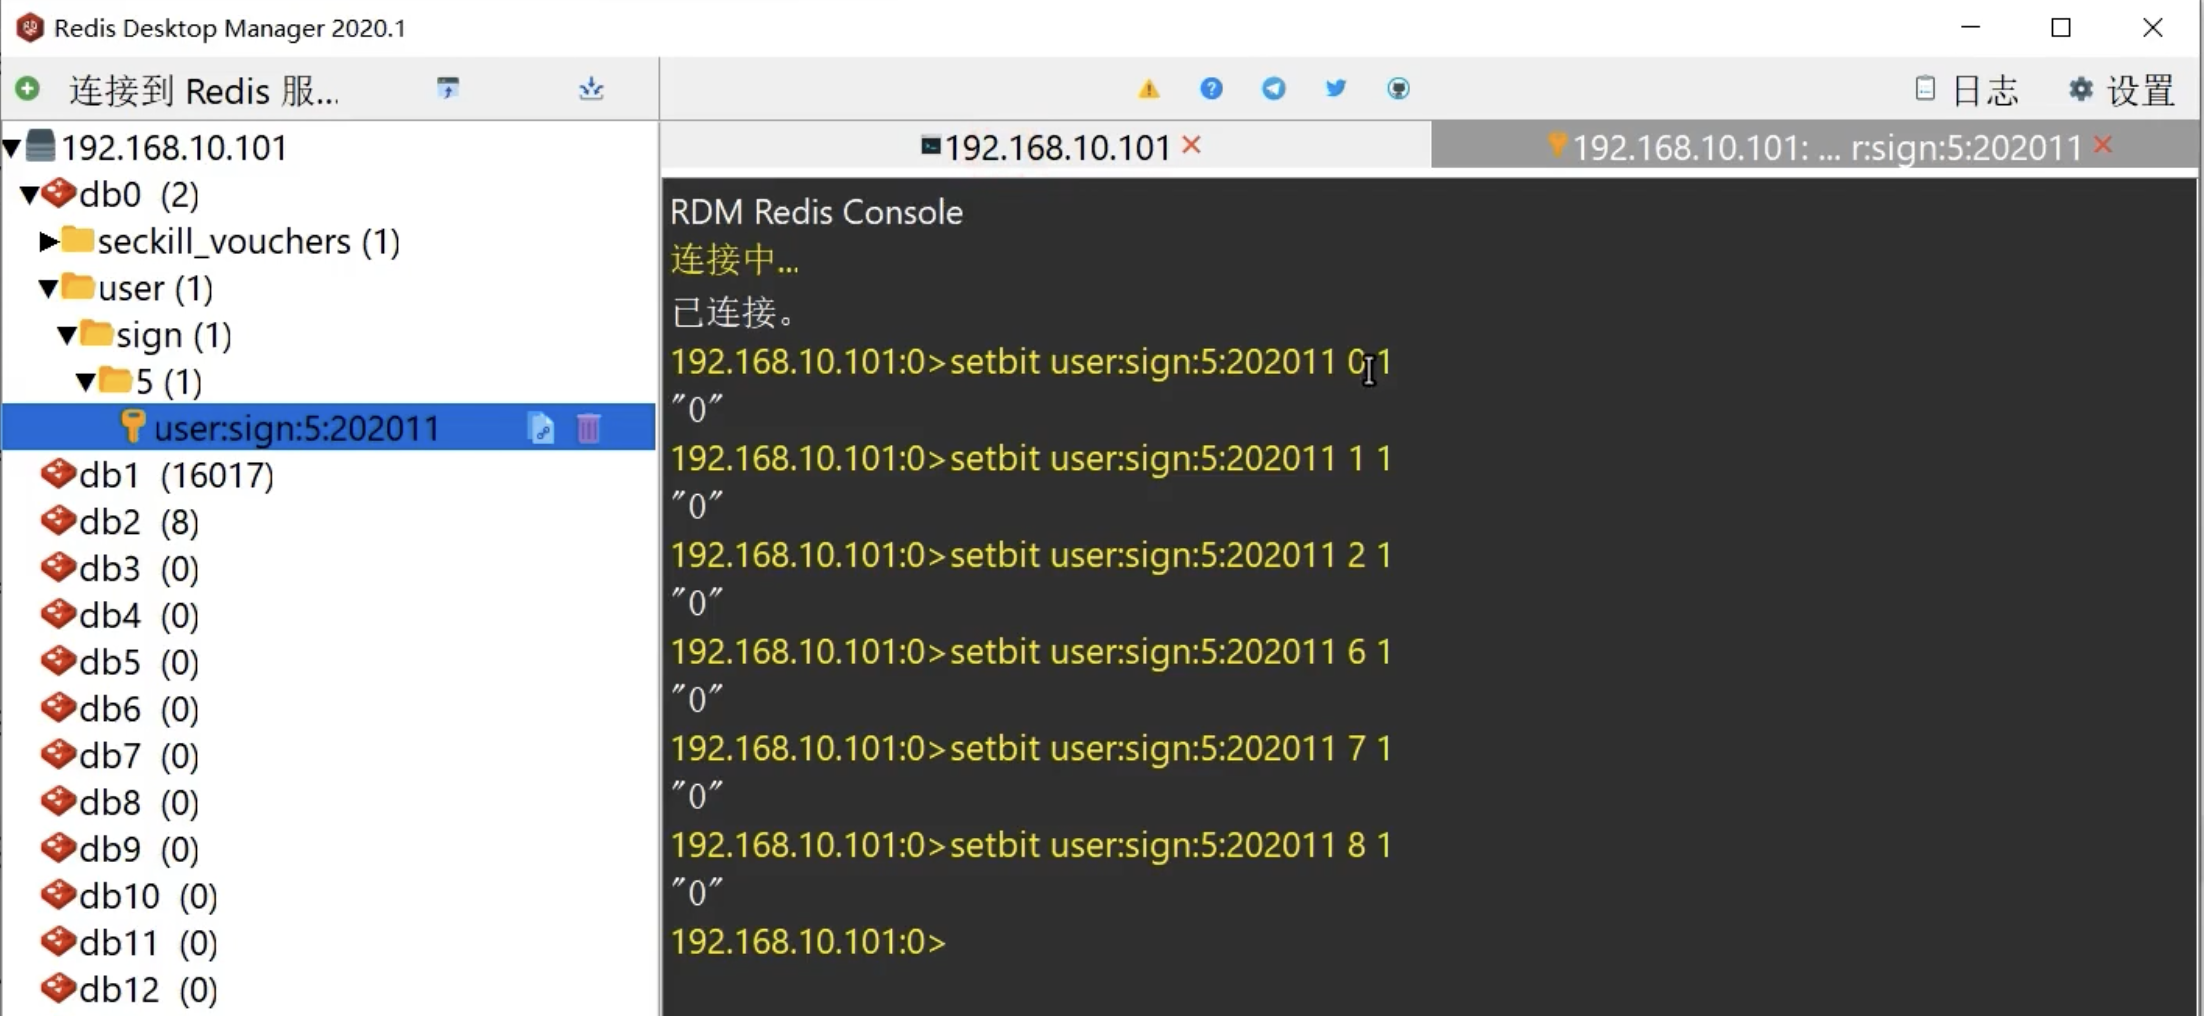 Redis Desktop Manager 2020.1
连接到 Redis 服...
日志
设置
192.168.10.101
db0 (2)
seckill_vouchers (1)
user (1)
sign (1)
5 (1)
user:sign:5:202011
db1 (16017)
db2 (8)
db3 (0)
db4 (0)
db5 (0)
db6 (0)
db7 (0)
db8 (0)
db9 (0)
db10 (0)
db11 (0)
db12 (0)
192.168.10.101
192.168.10.101: ... r:sign:5:202011
RDM Redis Console
连接中...
已连接。
192.168.10.101:0>setbit user:sign:5:202011 0 1
"0"
192.168.10.101:0>setbit user:sign:5:202011 1 1
"0"
192.168.10.101:0>setbit user:sign:5:202011 2 1
"0"
192.168.10.101:0>setbit user:sign:5:202011 6 1
"0"
192.168.10.101:0>setbit user:sign:5:202011 7 1
"0"
192.168.10.101:0>setbit user:sign:5:202011 8 1
"0"
192.168.10.101:0>